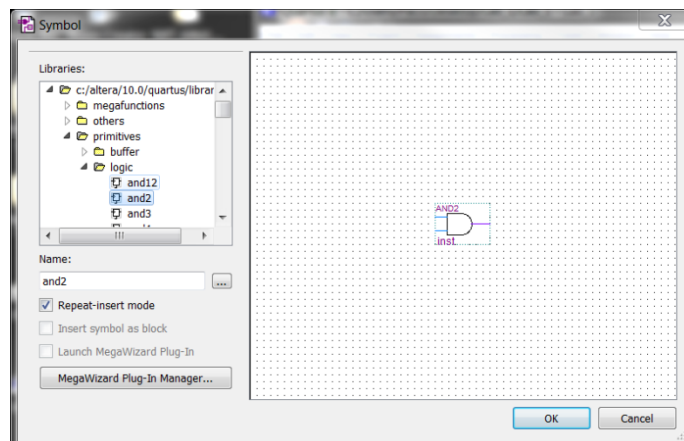 Symbol
Libraries:
c:/altera/10.0/quartus/librar
megafunctions
others
primitives
buffer
logic
and12
and2
and3
Name:
and2
...
Repeat-insert mode
Insert symbol as block
Launch MegaWizard Plug-In
MegaWizard Plug-In Manager...
AND2
inst
OK
Cancel